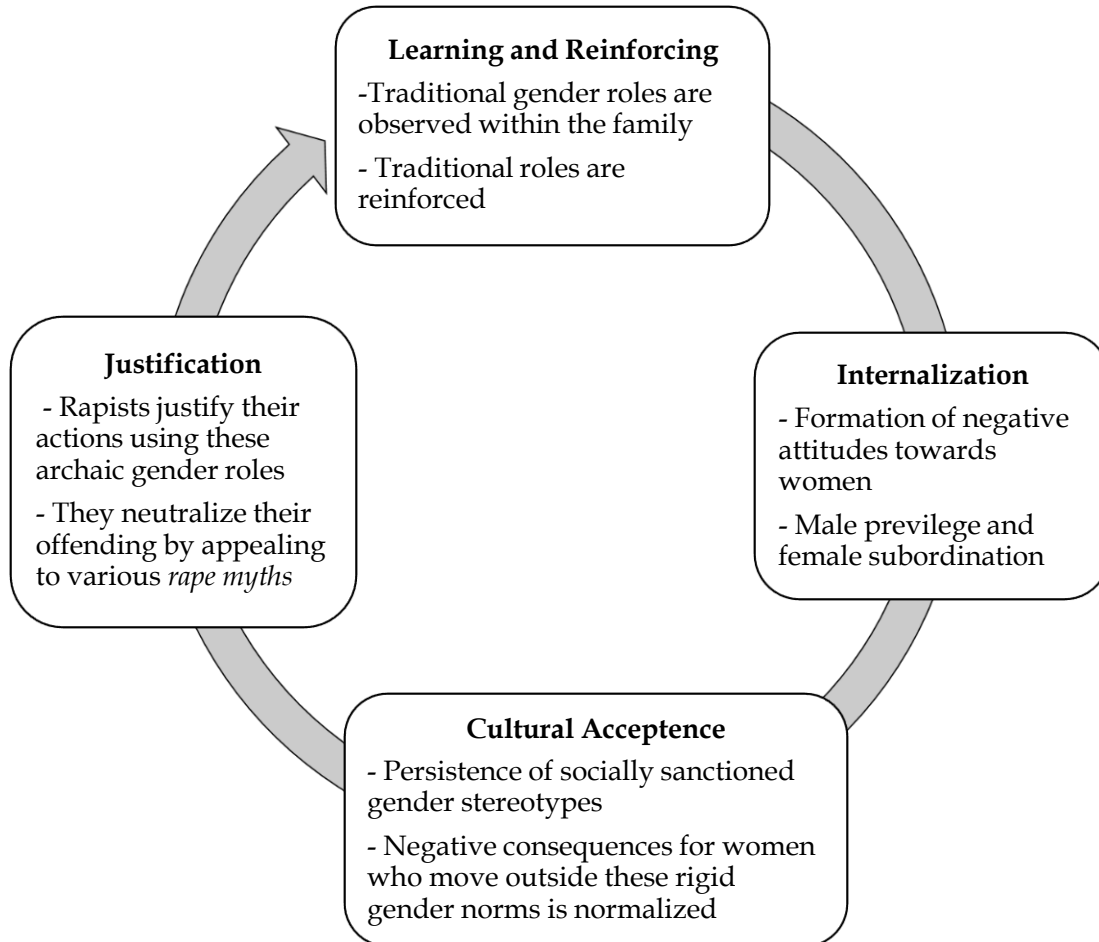 Learning and Reinforcing
-Traditional gender roles are
observed within the family
- Traditional roles are
reinforced
Internalization
- Formation of negative
attitudes towards
women
- Male previlege and
female subordination
Cultural Acceptence
- Persistence of socially sanctioned
gender stereotypes
- Negative consequences for women
who move outside these rigid
gender norms is normalized
Justification
- Rapists justify their
actions using these
archaic gender roles
- They neutralize their
offending by appealing
to various rape myths